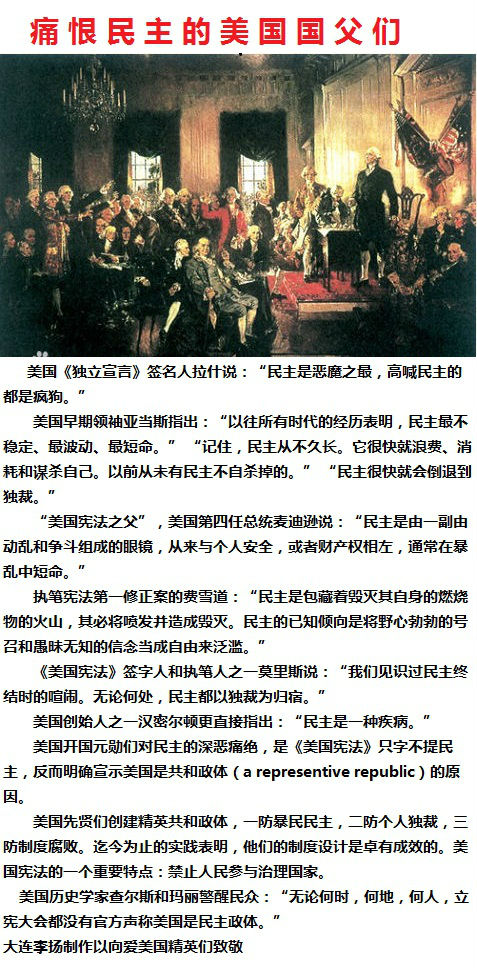 痛恨民主的美国国父们
美国《独立宣言》签名人拉什说：“民主是恶魔之最，高喊民主的
都是疯狗。”
美国早期领袖亚当斯指出：“以往所有时代的经历表明，民主最不
稳定、最波动、最短命。” “记住，民主从不久长。它很快就浪费、消
耗和谋杀自己。以前从未有民主不自杀掉的。” “民主很快就会倒退到
独裁。”
“美国宪法之父”，美国第四任总统麦迪逊说：“民主是由一副由
动乱和争斗组成的眼镜，从来与个人安全，或者财产权相左，通常在暴
乱中短命。”
执笔宪法第一修正案的费雪道：“民主是包藏着毁灭其自身的燃烧
物的火山，其必将喷发并造成毁灭。民主的已知倾向是将野心勃勃的号
召和愚昧无知的信念当成自由来泛滥。”
《美国宪法》签字人和执笔人之一莫里斯说：“我们见识过民主终
结时的喧闹。无论何处，民主都以独裁为归宿。”
美国创始人之一汉密尔顿更直接指出：“民主是一种疾病。”
美国开国元勋们对民主的深恶痛绝，是《美国宪法》只字不提民
主，反而明确宣示美国是共和政体（a representive republic）的原
因。
美国先贤们创建精英共和政体，一防暴民民主，二防个人独裁，三
防制度腐败。迄今为止的实践表明，他们的制度设计是卓有成效的。美
国宪法的一个重要特点：禁止人民参与治理国家。
美国历史学家查尔斯和玛丽警醒民众：“无论何时，何地，何人，立
宪大会都没有官方声称美国是民主政体。”
大连李扬制作以向爱美国精英们致敬